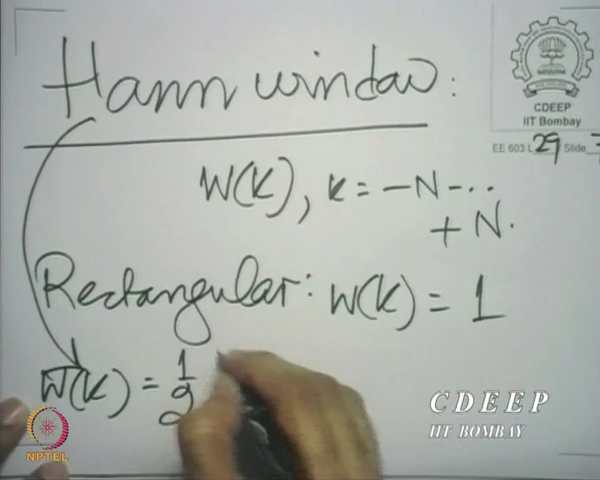 Hann window:
CDEEP
IIT Bombay
EE 603 L 29 Slide
W(K), K = -N-..
+N.
Rectangular: W(K) = 1
W(K) = 1/2
CDEEP
IIT BOMBAY
NPTEL